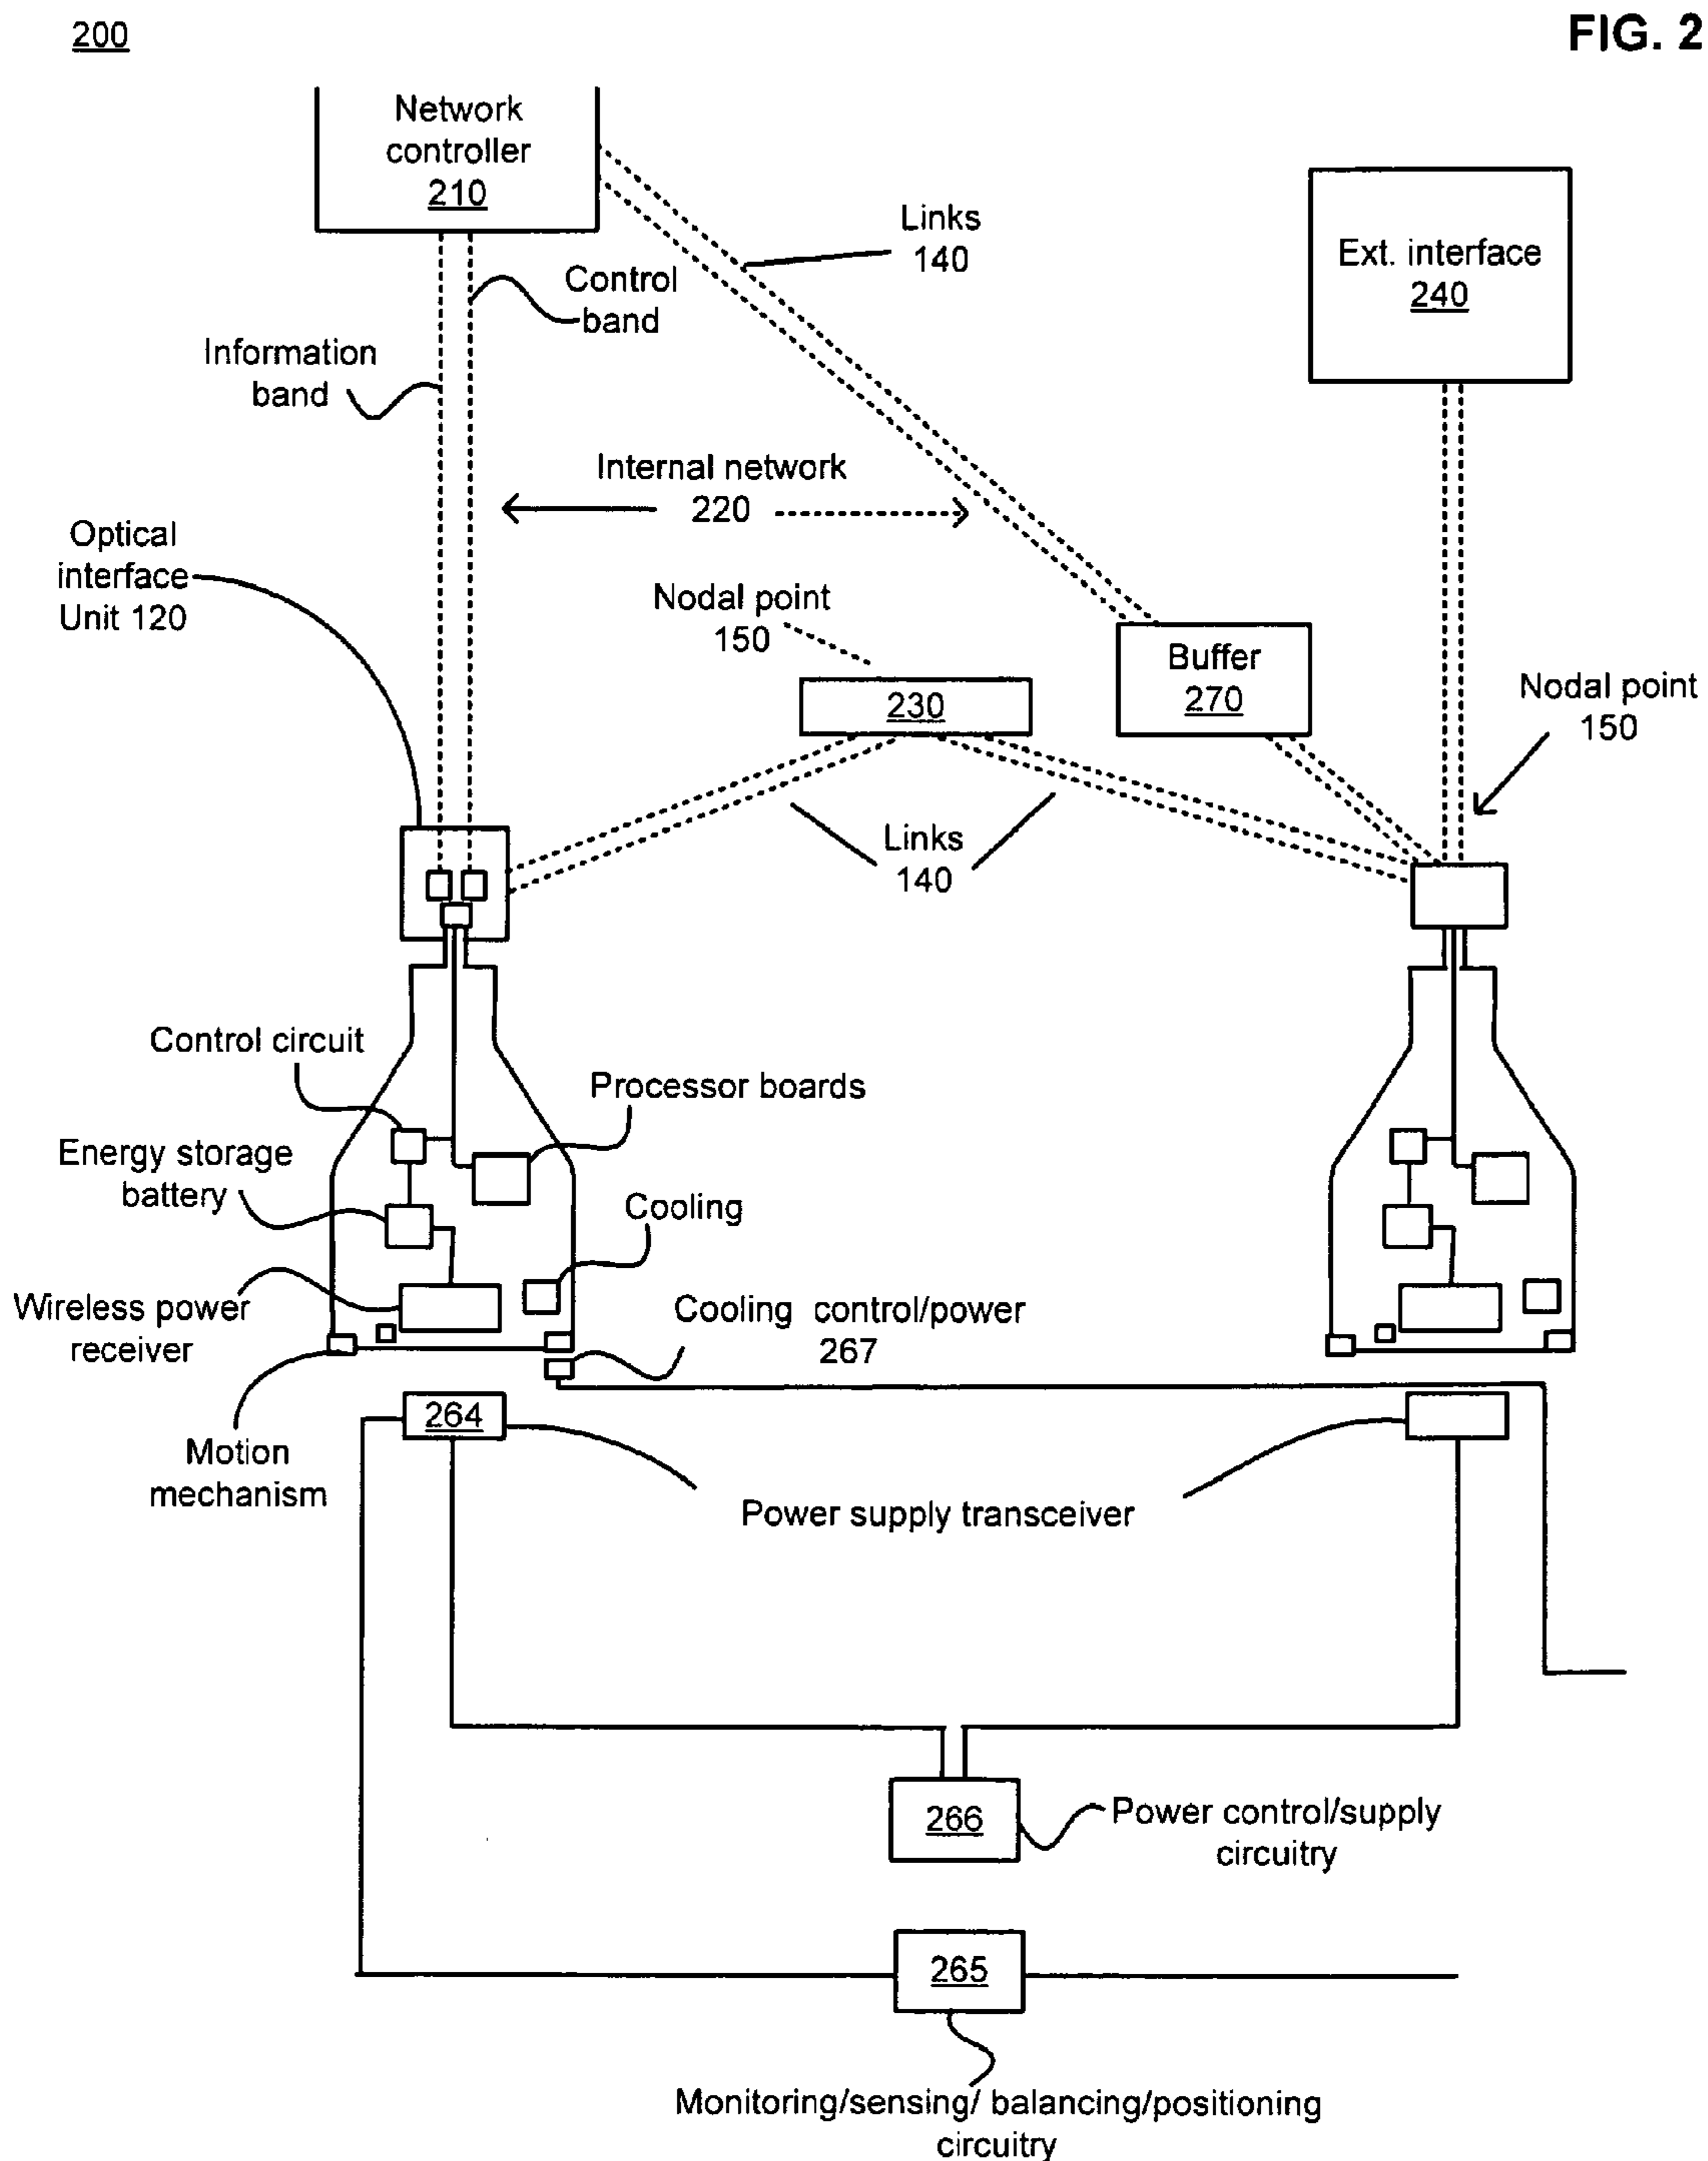 200
FIG. 2
Network
controller
210
Links
140
Ext. interface
240
Control
band
Information
band
Internal network
220
Optical
interface
Unit 120
Nodal point
150
Buffer
270
230
Nodal point
150
Links
140
Control circuit
Processor boards
Energy storage
battery
Cooling
Wireless power
receiver
Cooling control/power
267
264
Motion
mechanism
Power supply transceiver
266
Power control/supply
circuitry
265
Monitoring/sensing/ balancing/positioning
circuitry